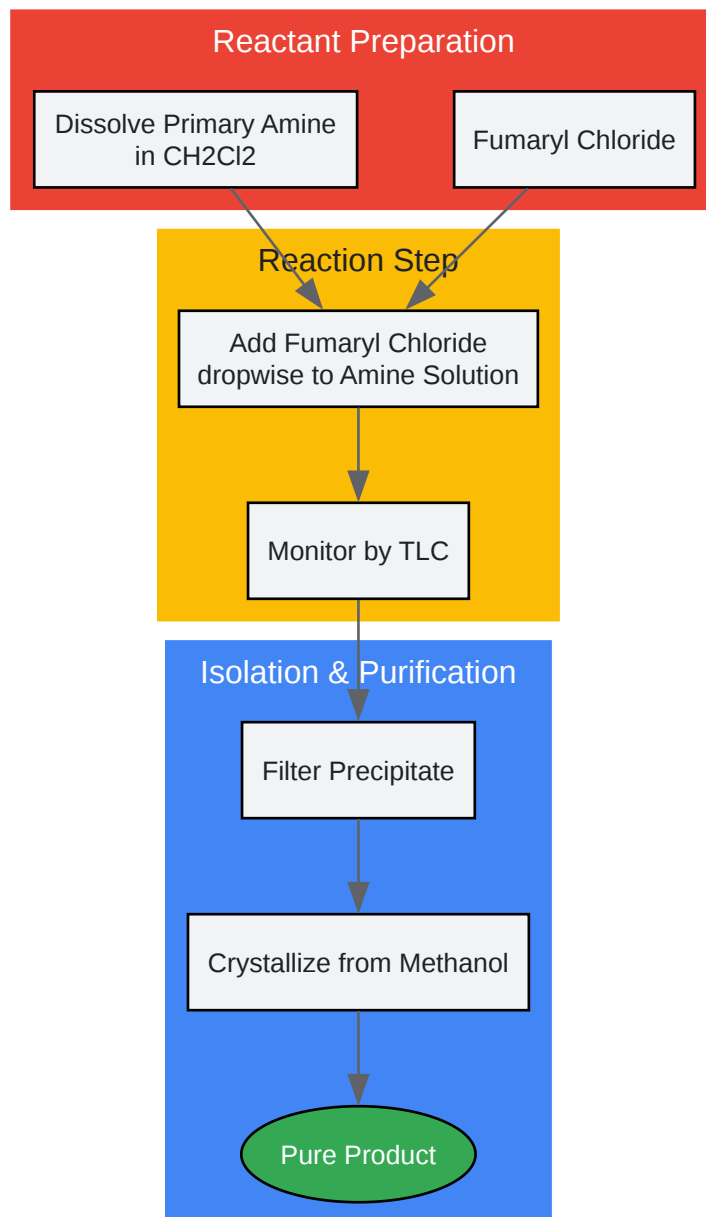 Reactant Preparation
Dissolve Primary Amine
in CH2Cl2
Fumaryl Chloride
Reaction Step
Add Fumaryl Chloride
dropwise to Amine Solution
Monitor by TLC
Isolation & Purification
Filter Precipitate
Crystallize from Methanol
Pure Product